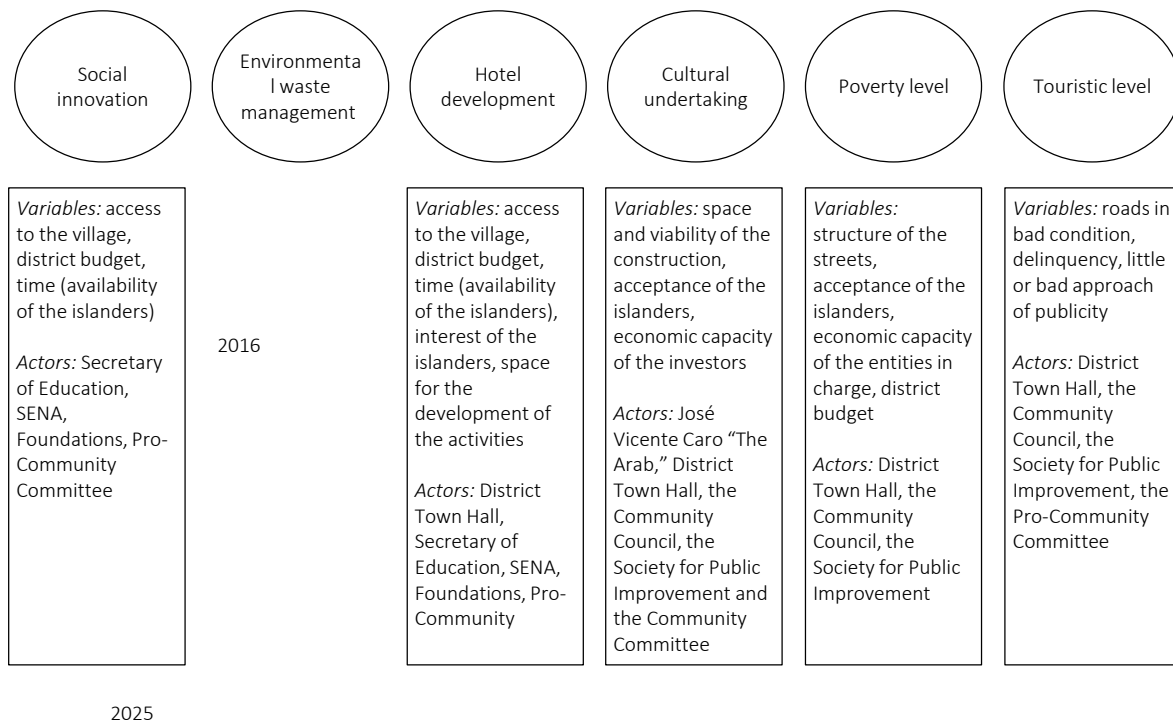 Social
innovation
Environmenta
l waste
management
Hotel
development
Cultural
undertaking
Poverty level
Touristic level
Variables: access
to the village,
district budget,
time (availability
of the islanders)
Actors: Secretary
of Education,
SENA,
Foundations, Pro-
Community
Committee
2016
Variables: access
to the village,
district budget,
time (availability
of the islanders),
interest of the
islanders, space
for the
development of
the activities
Actors: District
Town Hall,
Secretary of
Education, SENA,
Foundations, Pro-
Community
Variables: space
and viability of the
construction,
acceptance of the
islanders,
economic capacity
of the investors
Actors: José
Vicente Caro “The
Arab,” District
Town Hall, the
Community
Council, the
Society for Public
Improvement and
the Community
Committee
Variables:
structure of the
streets,
acceptance of the
islanders,
economic capacity
of the entities in
charge, district
budget
Actors: District
Town Hall, the
Community
Council, the
Society for Public
Improvement
Variables: roads in
bad condition,
delinquency, little
or bad approach
of publicity
Actors: District
Town Hall, the
Community
Council, the
Society for Public
Improvement, the
Pro-Community
Committee
2025